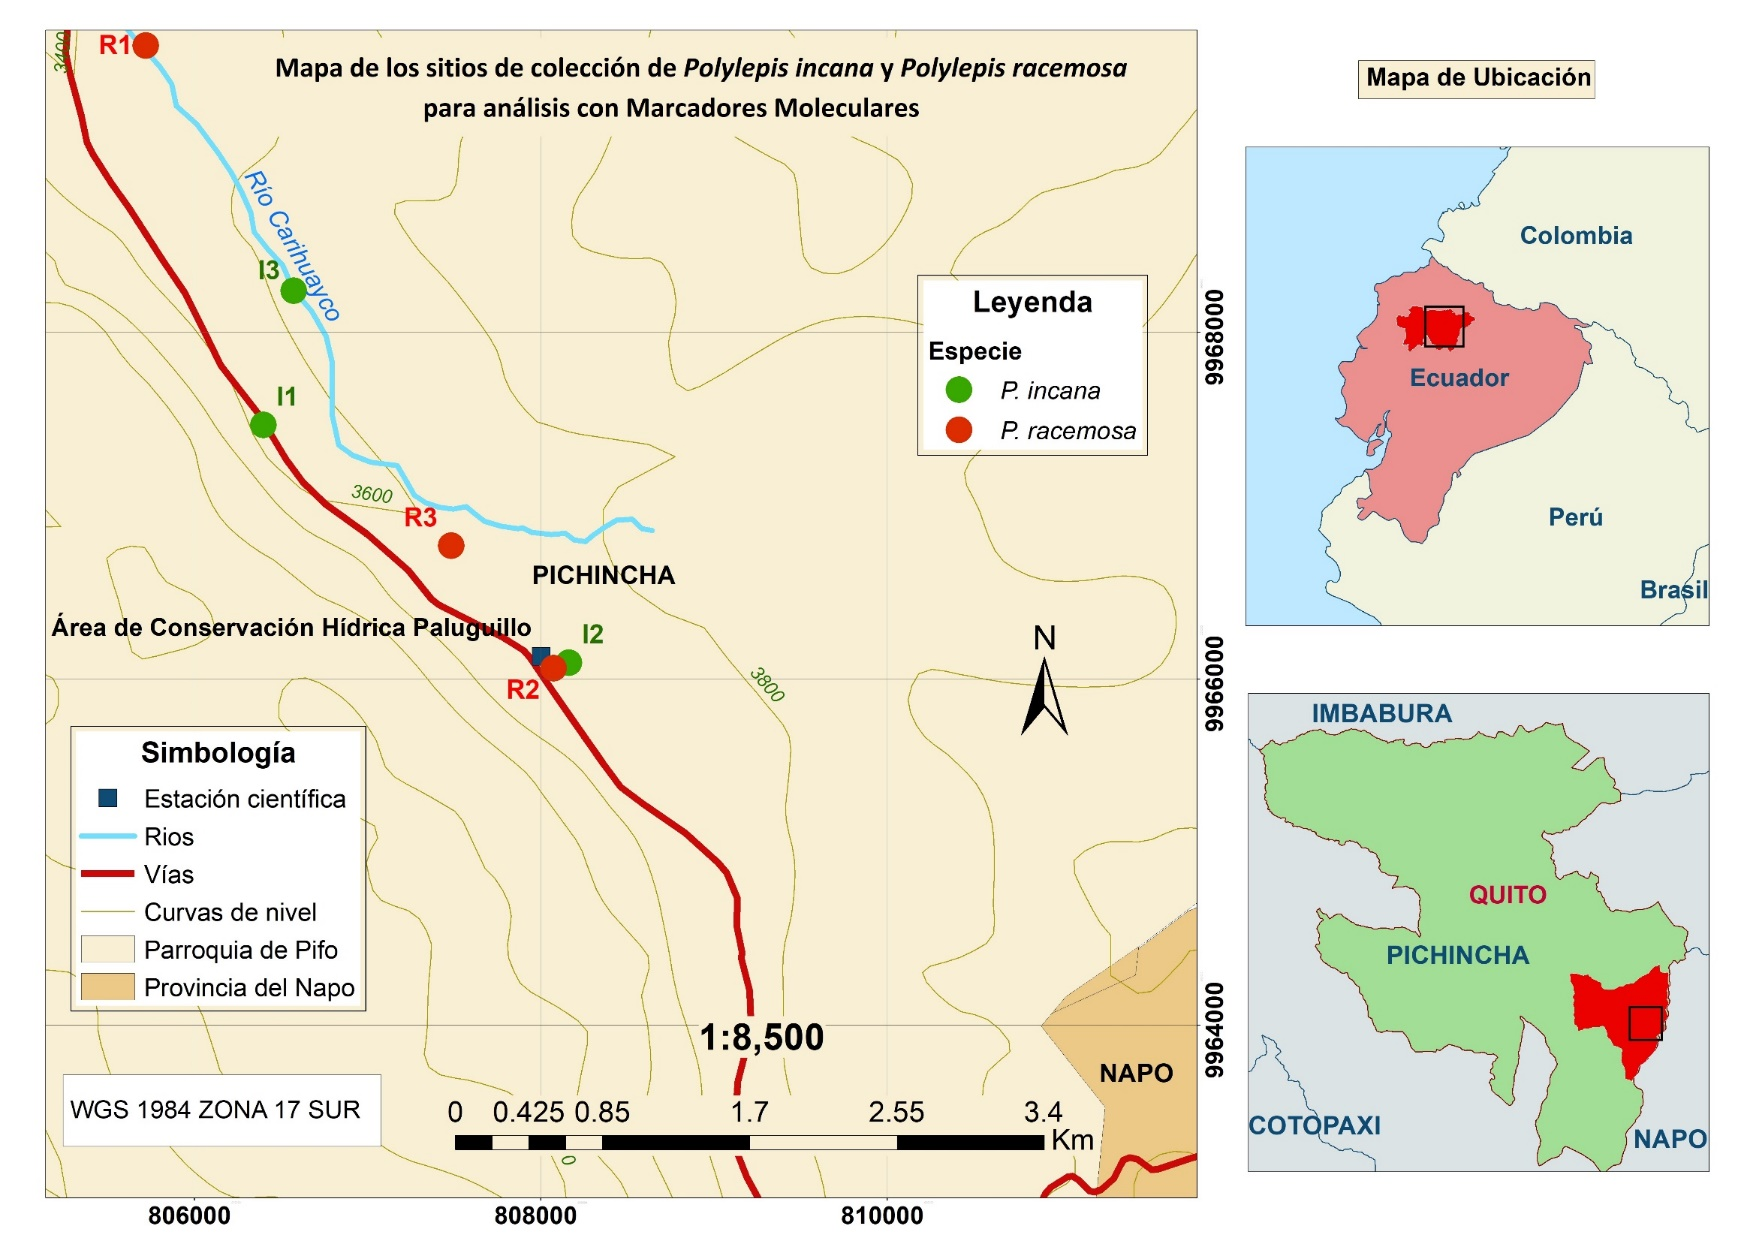 Mapa de los sitios de colección de Polylepis incana y Polylepis racemosa
para análisis con Marcadores Moleculares
R1
3400
Río Carihuayco
I3
I1
3600
R3
PICHINCHA
Área de Conservación Hídrica Paluguillo
I2
R2
3800
N
Leyenda
Especie
P. incana
P. racemosa
Simbología
Estación científica
Rios
Vías
Curvas de nivel
Parroquia de Pifo
Provincia del Napo
WGS 1984 ZONA 17 SUR
1:8,500
0 0.425 0.85 1.7 2.55 3.4
Km
0
NAPO
806000 808000 810000
9968000
9966000
9964000
Mapa de Ubicación
Colombia
Ecuador
Perú
Brasil
IMBABURA
QUITO
PICHINCHA
COTOPAXI
NAPO